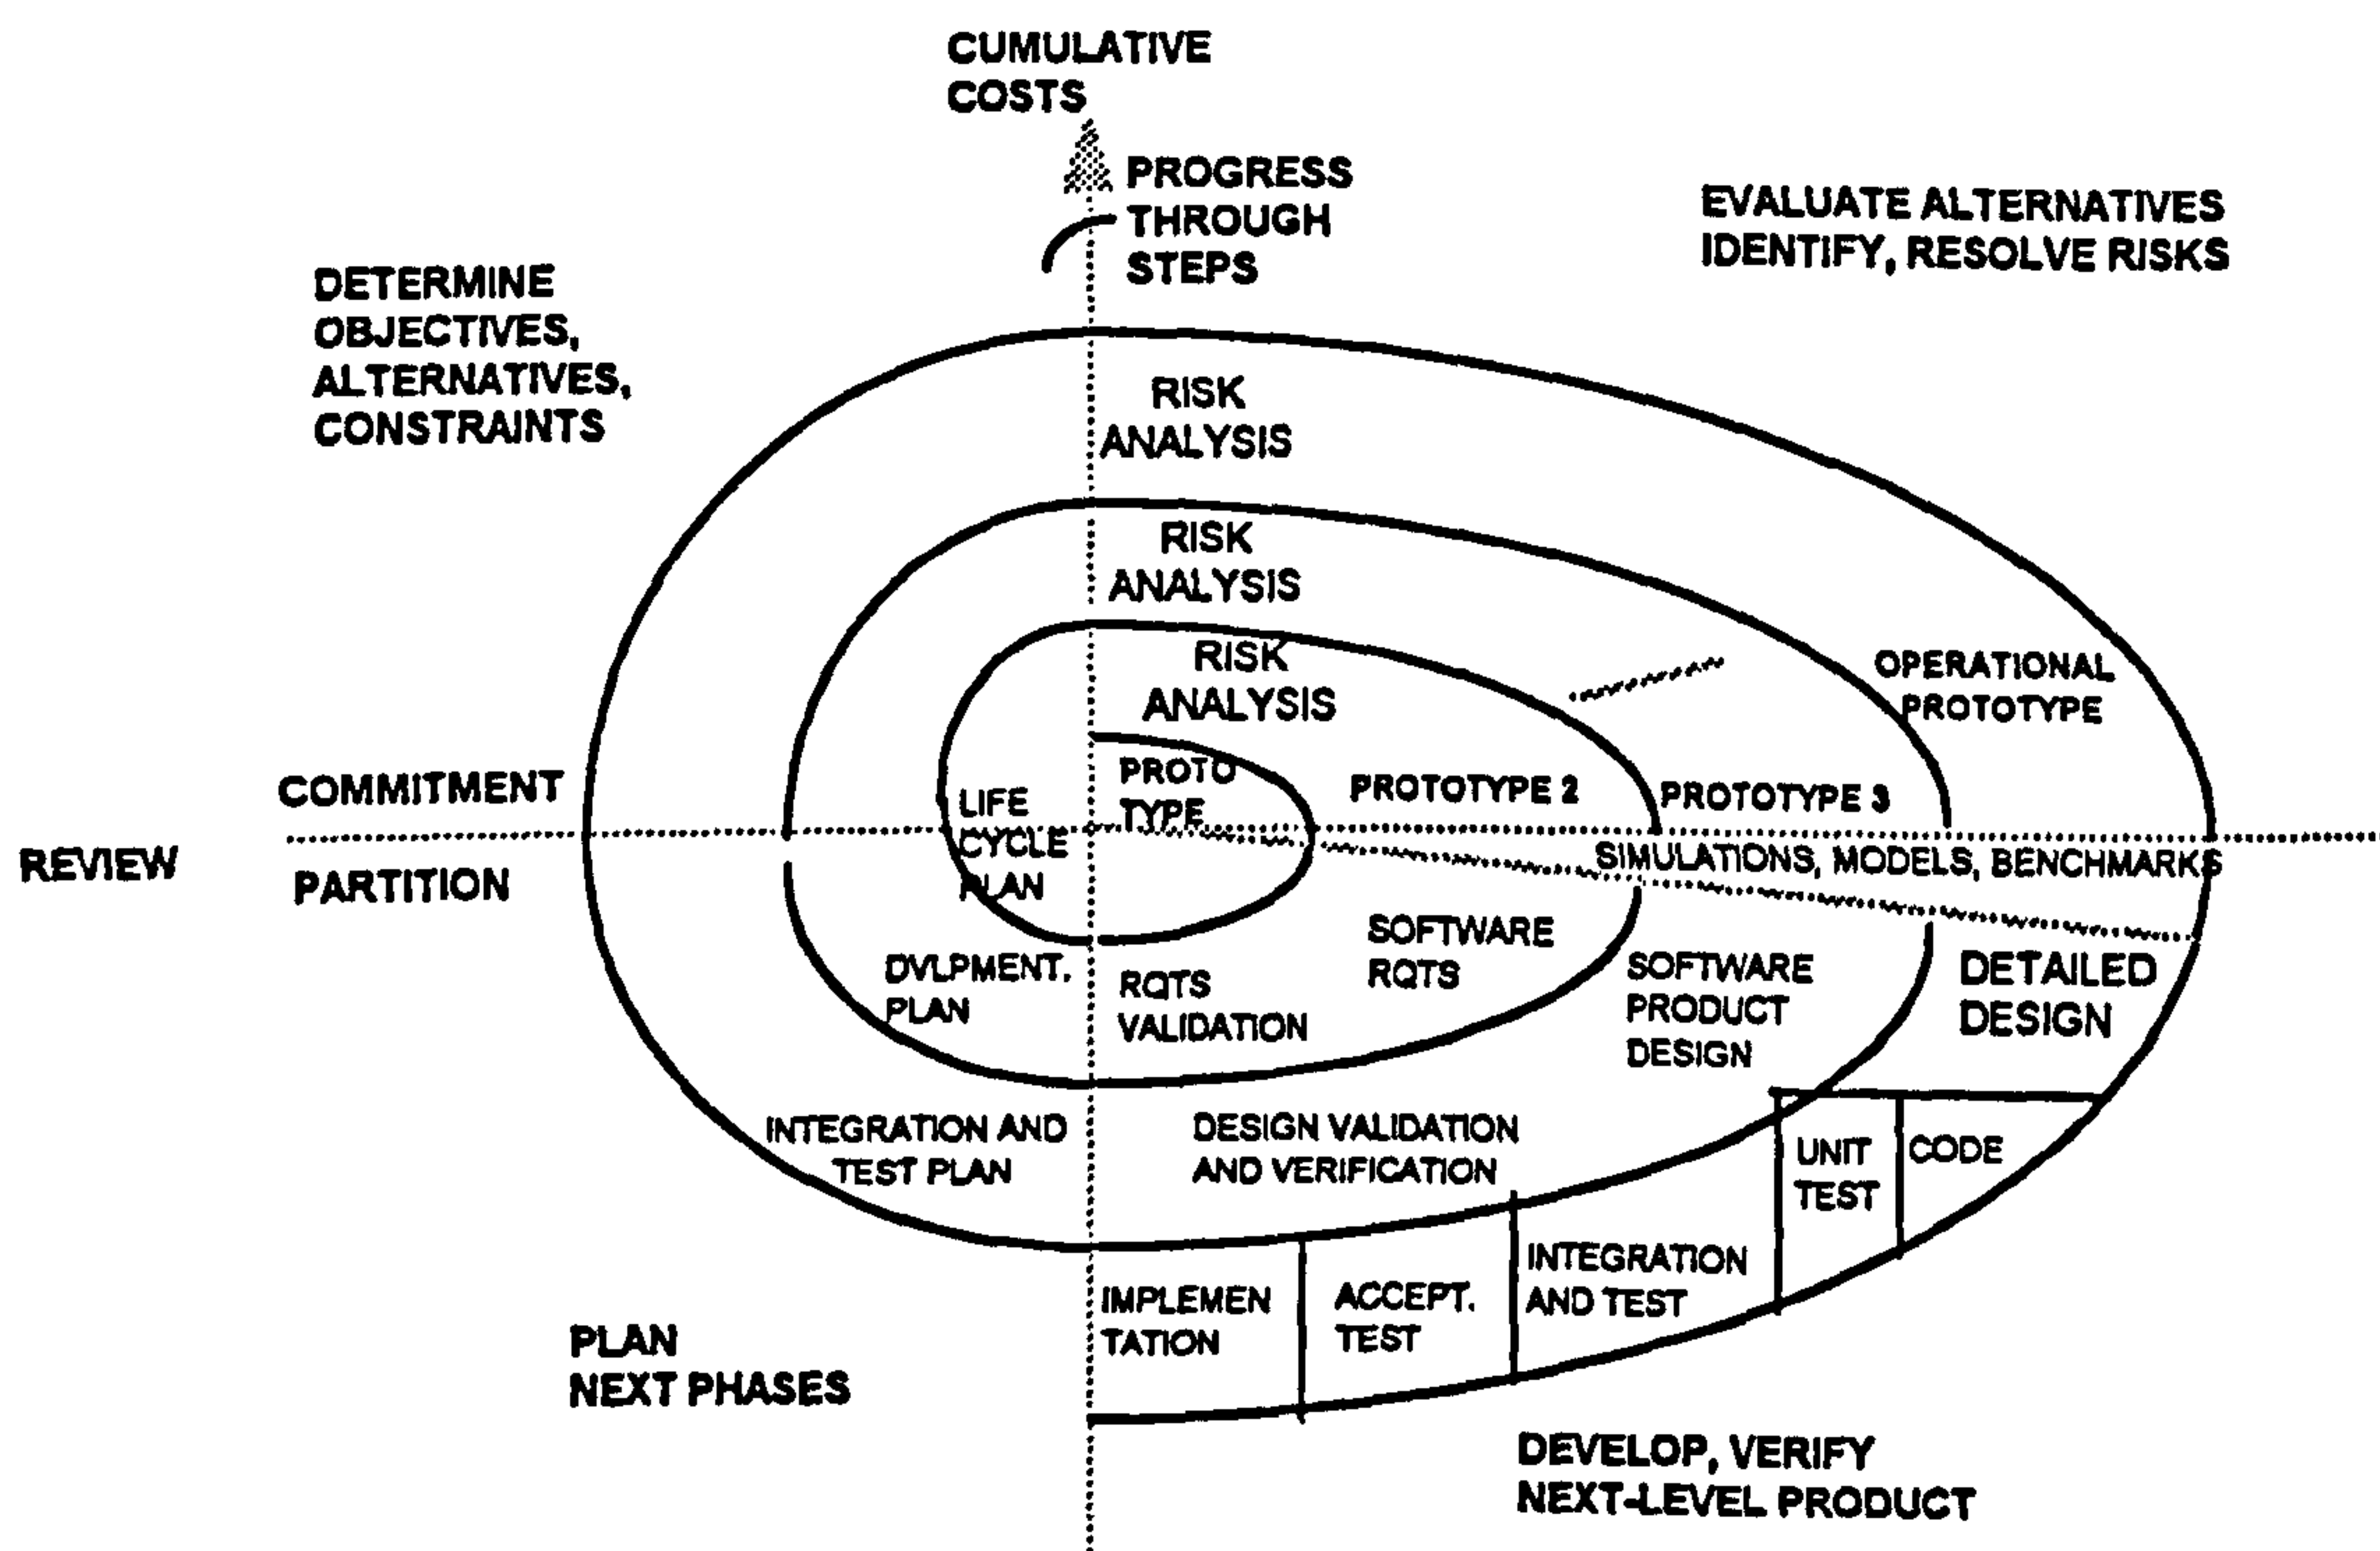 CUMULATIVE
COSTS
PROGRESS
THROUGH
STEPS
EVALUATE ALTERNATIVES
IDENTIFY, RESOLVE RISKS
DETERMINE
OBJECTIVES,
ALTERNATIVES,
CONSTRAINTS
RISK
ANALYSIS
RISK
ANALYSIS
RISK
ANALYSIS
OPERATIONAL
PROTOTYPE
COMMITMENT
LIFE
CYCLE
PLAN
PROTO
TYPE
PROTOTYPE 2
PROTOTYPE 3
REVIEW
PARTITION
SIMULATIONS, MODELS, BENCHMARKS
DVLPMENT.
PLAN
RQTS
VALIDATION
SOFTWARE
RQTS
SOFTWARE
PRODUCT
DESIGN
DETAILED
DESIGN
INTEGRATION AND
TEST PLAN
DESIGN VALIDATION
AND VERIFICATION
UNIT
TEST
CODE
IMPLEMEN
TATION
ACCEPT.
TEST
INTEGRATION
AND TEST
PLAN
NEXT PHASES
DEVELOP, VERIFY
NEXT-LEVEL PRODUCT